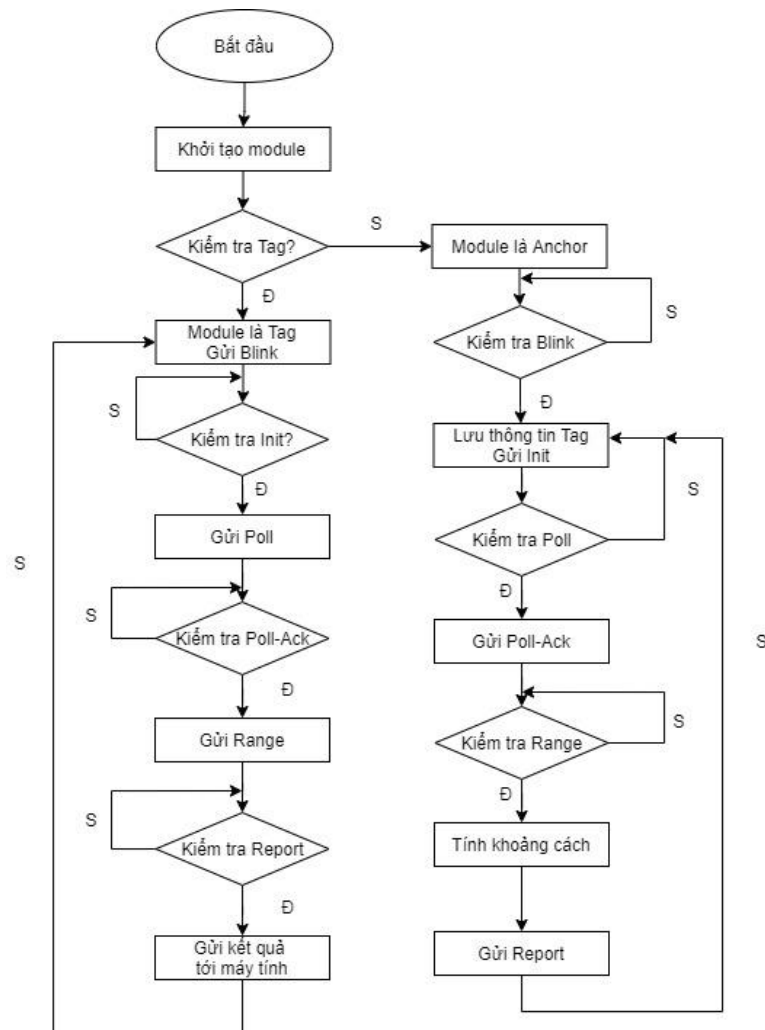 Bắt đầu
Khởi tạo module
Kiểm tra Tag?
S
Module là Anchor
Đ
Module là Tag
Gửi Blink
Kiểm tra Blink
S
S
Kiểm tra Init?
Đ
Lưu thông tin Tag
Gửi Init
Đ
S
Gửi Poll
Kiểm tra Poll
S
Đ
S
Kiểm tra Poll-Ack
Gửi Poll-Ack
S
Đ
Gửi Range
Kiểm tra Range
S
Đ
S
Kiểm tra Report
Tính khoảng cách
Đ
Gửi kết quả
tới máy tính
Gửi Report